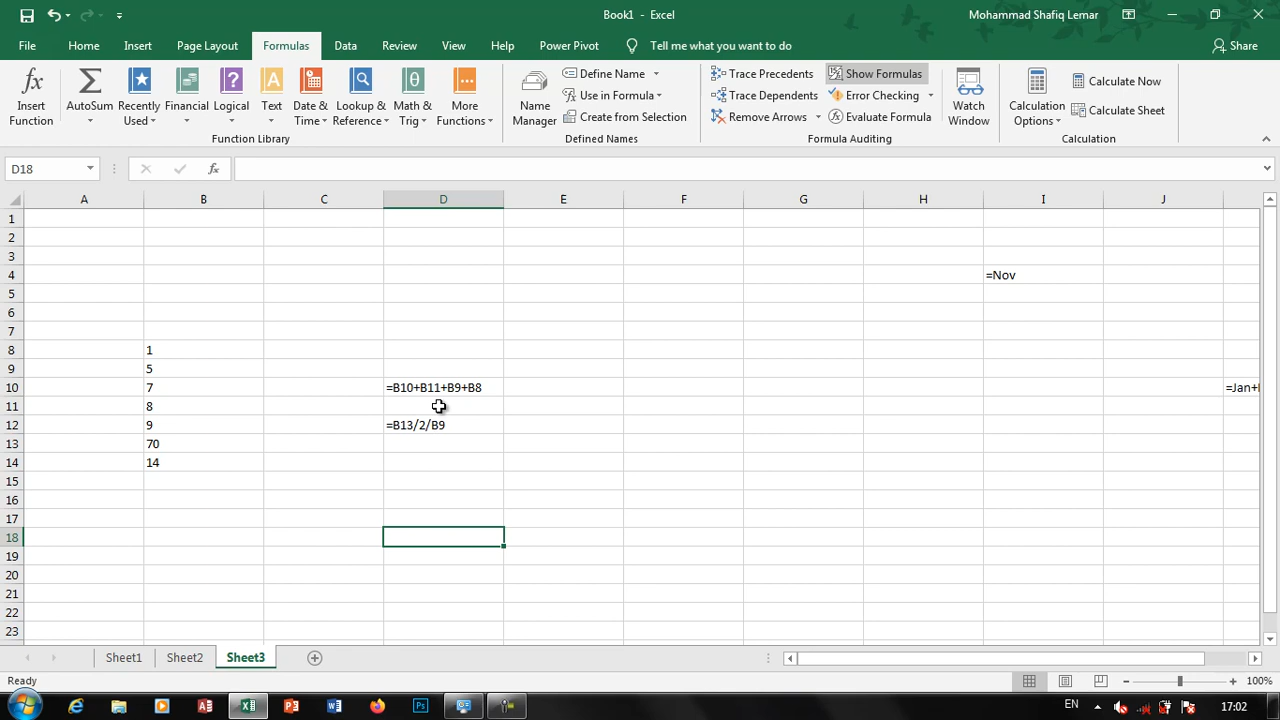 Book1 - Excel
Mohammad Shafiq Lemar
File Home Insert Page Layout Formulas Data Review View Help Power Pivot Tell me what you want to do Share
Insert Function
AutoSum
Recently Used
Financial
Logical
Text
Date & Time
Lookup & Reference
Math & Trig
More Functions
Function Library
Name Manager
Define Name
Use in Formula
Create from Selection
Defined Names
Trace Precedents
Trace Dependents
Remove Arrows
Show Formulas
Error Checking
Evaluate Formula
Formula Auditing
Watch Window
Calculation Options
Calculate Now
Calculate Sheet
Calculation
D18
fx
A B C D E F G H I J
1
2
3
4 =Nov
5
6
7
8 1
9 5
10 7 =B10+B11+B9+B8 =Jan+
11 8
12 9 =B13/2/B9
13 70
14 14
15
16
17
18
19
20
21
22
23
Sheet1 Sheet2 Sheet3
Ready
100%
EN
17:02